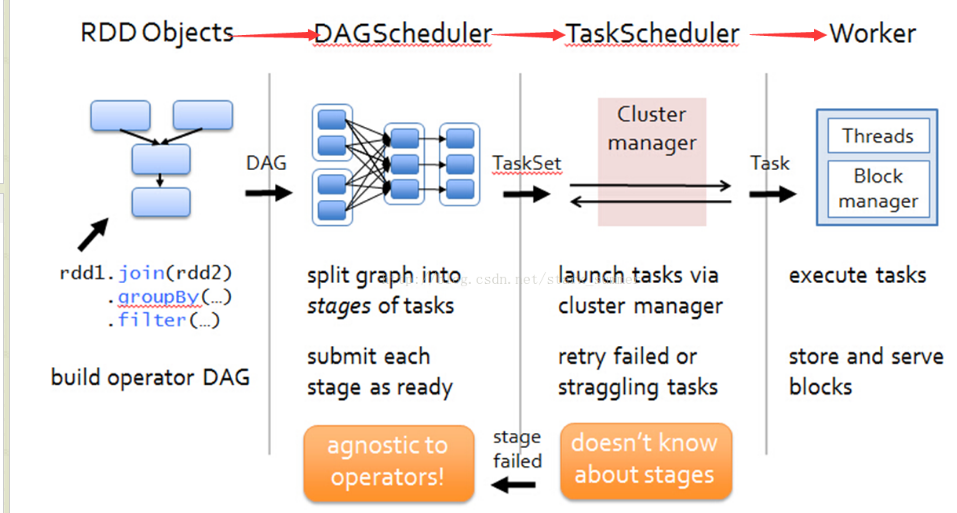 RDD Objects
DAGScheduler
TaskScheduler
Worker
DAG
TaskSet
Cluster
manager
Task
Threads
Block
manager
rdd1.join(rdd2)
.groupBy(…)
.filter(…)
build operator DAG
split graph into
stages of tasks
submit each
stage as ready
agnostic to
operators!
stage
failed
launch tasks via
cluster manager
retry failed or
straggling tasks
doesn't know
about stages
execute tasks
store and serve
blocks